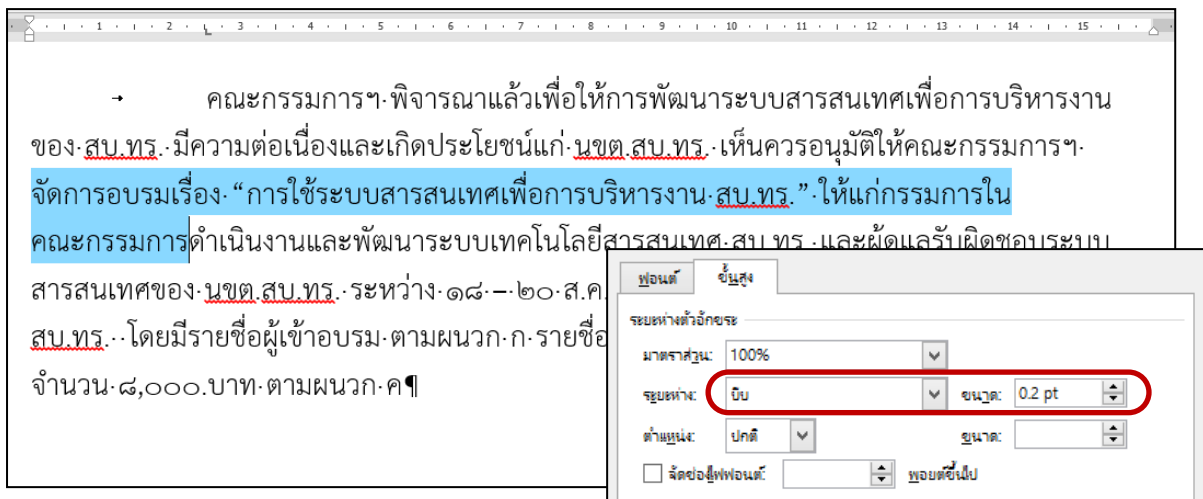 1 2 3 4 5 6 7 8 9 10 11 12 13 14 15
คณะกรรมการฯ พิจารณาแล้วเพื่อให้การพัฒนาระบบสารสนเทศเพื่อการบริหารงาน
ของ สบ.ทร. มีความต่อเนื่องและเกิดประโยชน์แก่ นขต.สบ.ทร. เห็นควรอนุมัติให้คณะกรรมการฯ
จัดการอบรมเรื่อง “การใช้ระบบสารสนเทศเพื่อการบริหารงาน สบ.ทร.” ให้แก่กรรมการใน
คณะกรรมการดำเนินงานและพัฒนาระบบเทคโนโลยีสารสนเทศ สบ.ทร. และผู้ดูแลรับผิดชอบระบบ
สารสนเทศของ นขต.สบ.ทร. ระหว่าง ๑๘ – ๒๐ ส.ค.
สบ.ทร. โดยมีรายชื่อผู้เข้าอบรม ตามผนวก ก รายชื่อ
จำนวน ๘,๐๐๐.บาท ตามผนวก ค¶
ฟอนต์ ขั้นสูง
ระยะห่างตัวอักขระ
มาตราส่วน: 100%
ระยะห่าง: บีบ ขนาด: 0.2 pt
ตำแหน่ง: ปกติ ขนาด:
จัดช่องไฟฟอนต์: พอยต์ขึ้นไป